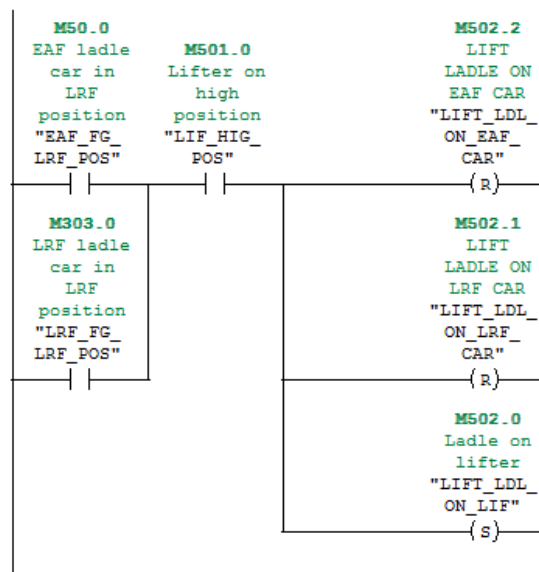 M50.0
EAF ladle
car in
LRF
position
"EAF_FG_
LRF_POS"
M501.0
Lifter on
high
position
"LIF_HIG_
POS"
M502.2
LIFT
LADLE ON
EAF CAR
"LIFT_LDL_
ON_EAF_
CAR"
R
M303.0
LRF ladle
car in
LRF
position
"LRF_FG_
LRF_POS"
M502.1
LIFT
LADLE ON
LRF CAR
"LIFT_LDL_
ON_LRF_
CAR"
R
M502.0
Ladle on
lifter
"LIFT_LDL_
ON_LIF"
S